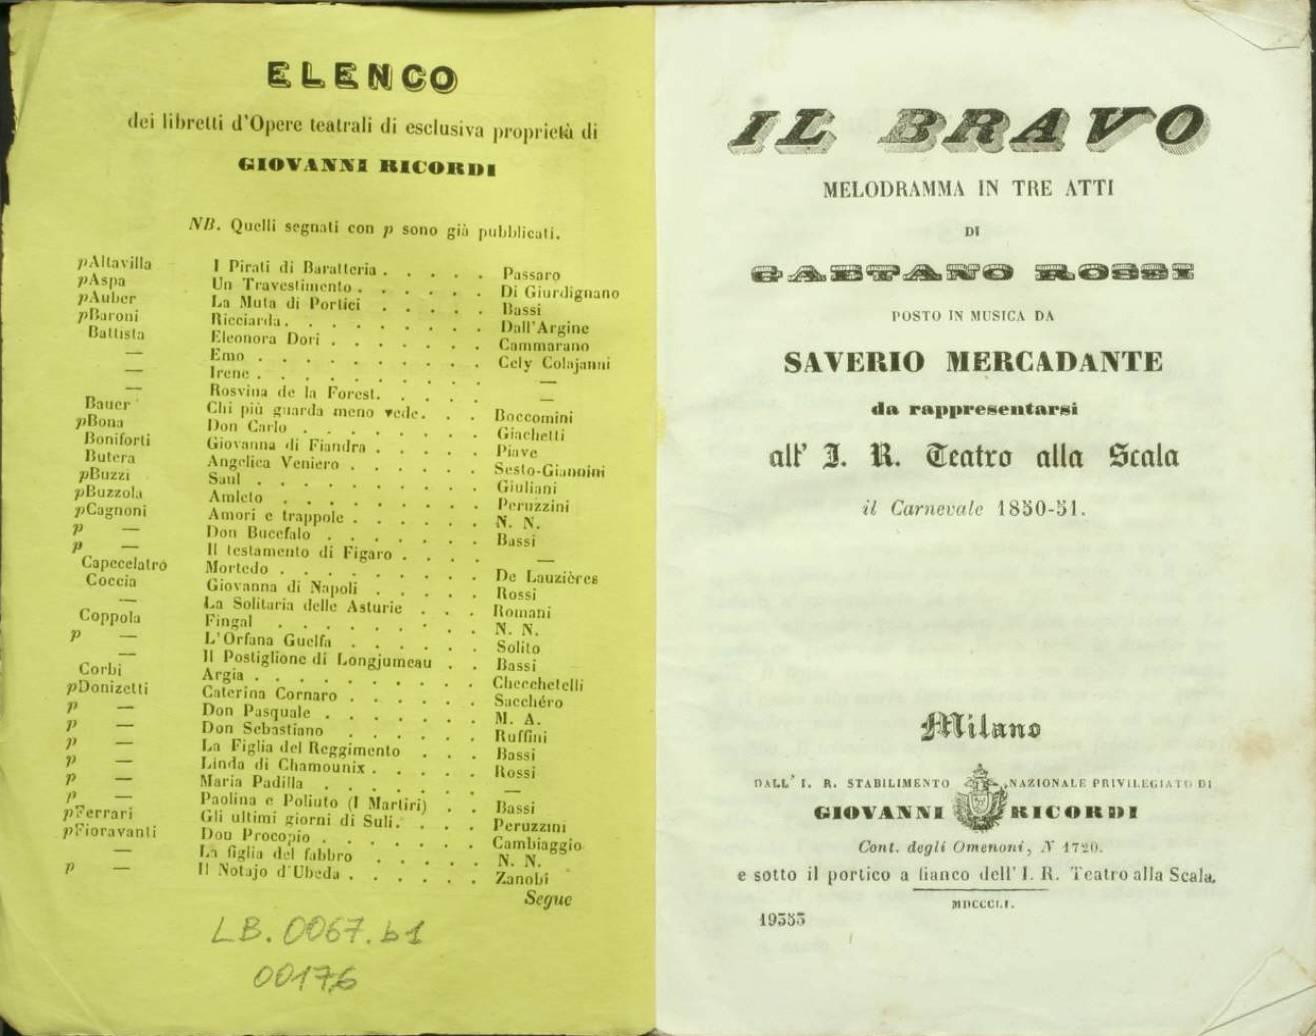 ELENCO
dei libretti d'Opere teatrali di esclusiva proprietà di
GIOVANNI RICORDI
NB. Quelli segnati con p sono già pubblicati.
pAltavilla I Pirati di Baratteria . . . . . Passaro
pAspa Un Travestimento . . . . . . Di Giurdignano
pAuber La Muta di Portici . . . . . Bassi
pBaroni Ricciarda . . . . . . . . Dall'Argine
Battista Eleonora Dori . . . . . . . Cammarano
— Emo . . . . . . . . . Cely Colajanni
— Irene . . . . . . . . . —
— Rosvina de la Forest . . . . . —
Bauer Chi più guarda meno vede . . . Boccomini
pBona Don Carlo . . . . . . . . Giachetti
Boniforti Giovanna di Fiandra . . . . . Piave
Butera Angelica Veniero . . . . . . Sesto-Giannini
pBuzzi Saul . . . . . . . . . Giuliani
pBuzzola Amleto . . . . . . . . Peruzzini
pCagnoni Amori e trappole . . . . . . N. N.
p — Don Bucefalo . . . . . . . Bassi
p — Il testamento di Figaro . . . . —
Capecelatro Mortedo . . . . . . . . De Lauzières
Coccia Giovanna di Napoli . . . . . Rossi
— La Solitaria delle Asturie . . . Romani
Coppola Fingal . . . . . . . . N. N.
p — L'Orfana Guelfa . . . . . . Solito
— Il Postiglione di Longjumeau . . Bassi
Corbi Argia . . . . . . . . . Checchetelli
pDonizetti Caterina Cornaro . . . . . . Sacchéro
p — Don Pasquale . . . . . . . M. A.
p — Don Sebastiano . . . . . . Ruffini
p — La Figlia del Reggimento . . . Bassi
p — Linda di Chamounix . . . . . Rossi
p — Maria Padilla . . . . . . . —
p — Paolina e Poliuto (I Martiri) . . Bassi
pFerrari Gli ultimi giorni di Suli . . . . Peruzzini
pFioravanti Don Procopio . . . . . . . Cambiaggio
— La figlia del fabbro . . . . . N. N.
p — Il Notajo d'Ubeda . . . . . . Zanobi
Segue
LB.0067.b1
00176
IL BRAVO
MELODRAMMA IN TRE ATTI
DI
GAETANO ROSSI
POSTO IN MUSICA DA
SAVERIO MERCADANTE
da rappresentarsi
all' I. R. Teatro alla Scala
il Carnevale 1850-51.
Milano
DALL' I. R. STABILIMENTO NAZIONALE PRIVILEGIATO DI
GIOVANNI RICORDI
Cont. degli Omenoni, N 1720.
e sotto il portico a fianco dell' I. R. Teatro alla Scala.
MDCCCLI.